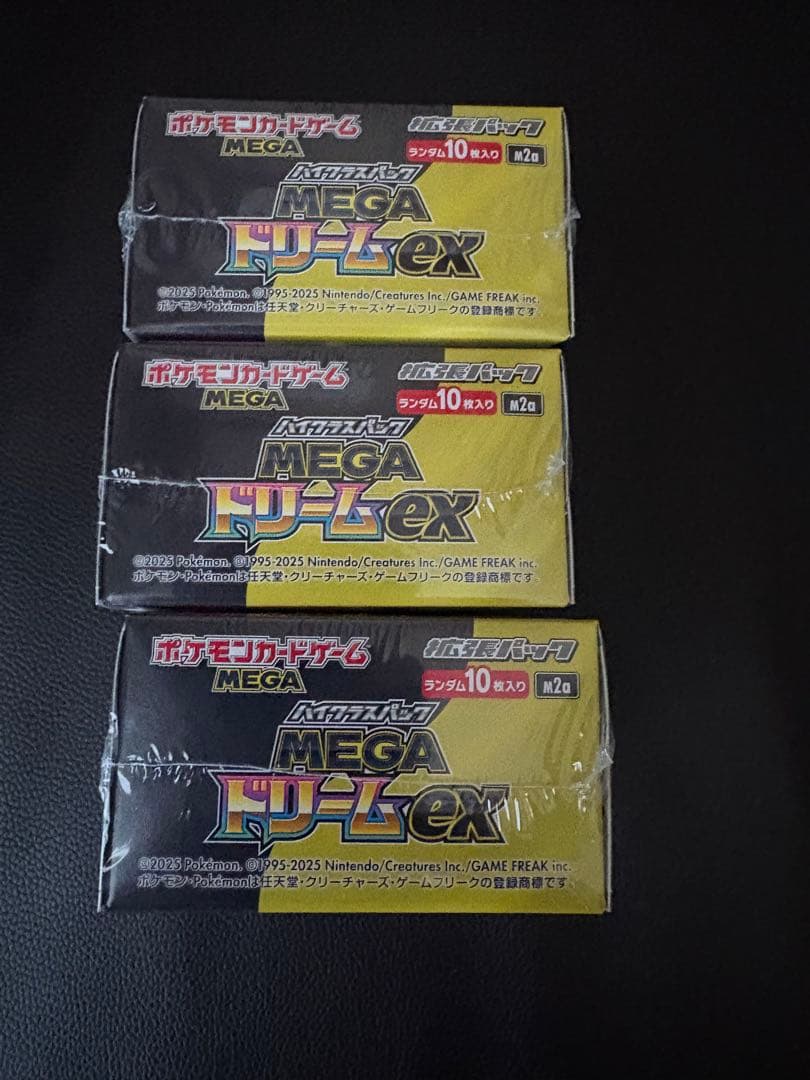 ポケモンカードゲーム 拡張パック
MEGA ランダム10枚入り M2a
ハイクラスパック
MEGA
ドリームex
©2025 Pokémon. ©1995-2025 Nintendo/Creatures Inc./GAME FREAK inc.
ポケモン・Pokémonは任天堂・クリーチャーズ・ゲームフリークの登録商標です。
ポケモンカードゲーム 拡張パック
MEGA ランダム10枚入り M2a
ハイクラスパック
MEGA
ドリームex
©2025 Pokémon. ©1995-2025 Nintendo/Creatures Inc./GAME FREAK inc.
ポケモン・Pokémonは任天堂・クリーチャーズ・ゲームフリークの登録商標です。
ポケモンカードゲーム 拡張パック
MEGA ランダム10枚入り M2a
ハイクラスパック
MEGA
ドリームex
©2025 Pokémon. ©1995-2025 Nintendo/Creatures Inc./GAME FREAK inc.
ポケモン・Pokémonは任天堂・クリーチャーズ・ゲームフリークの登録商標です。